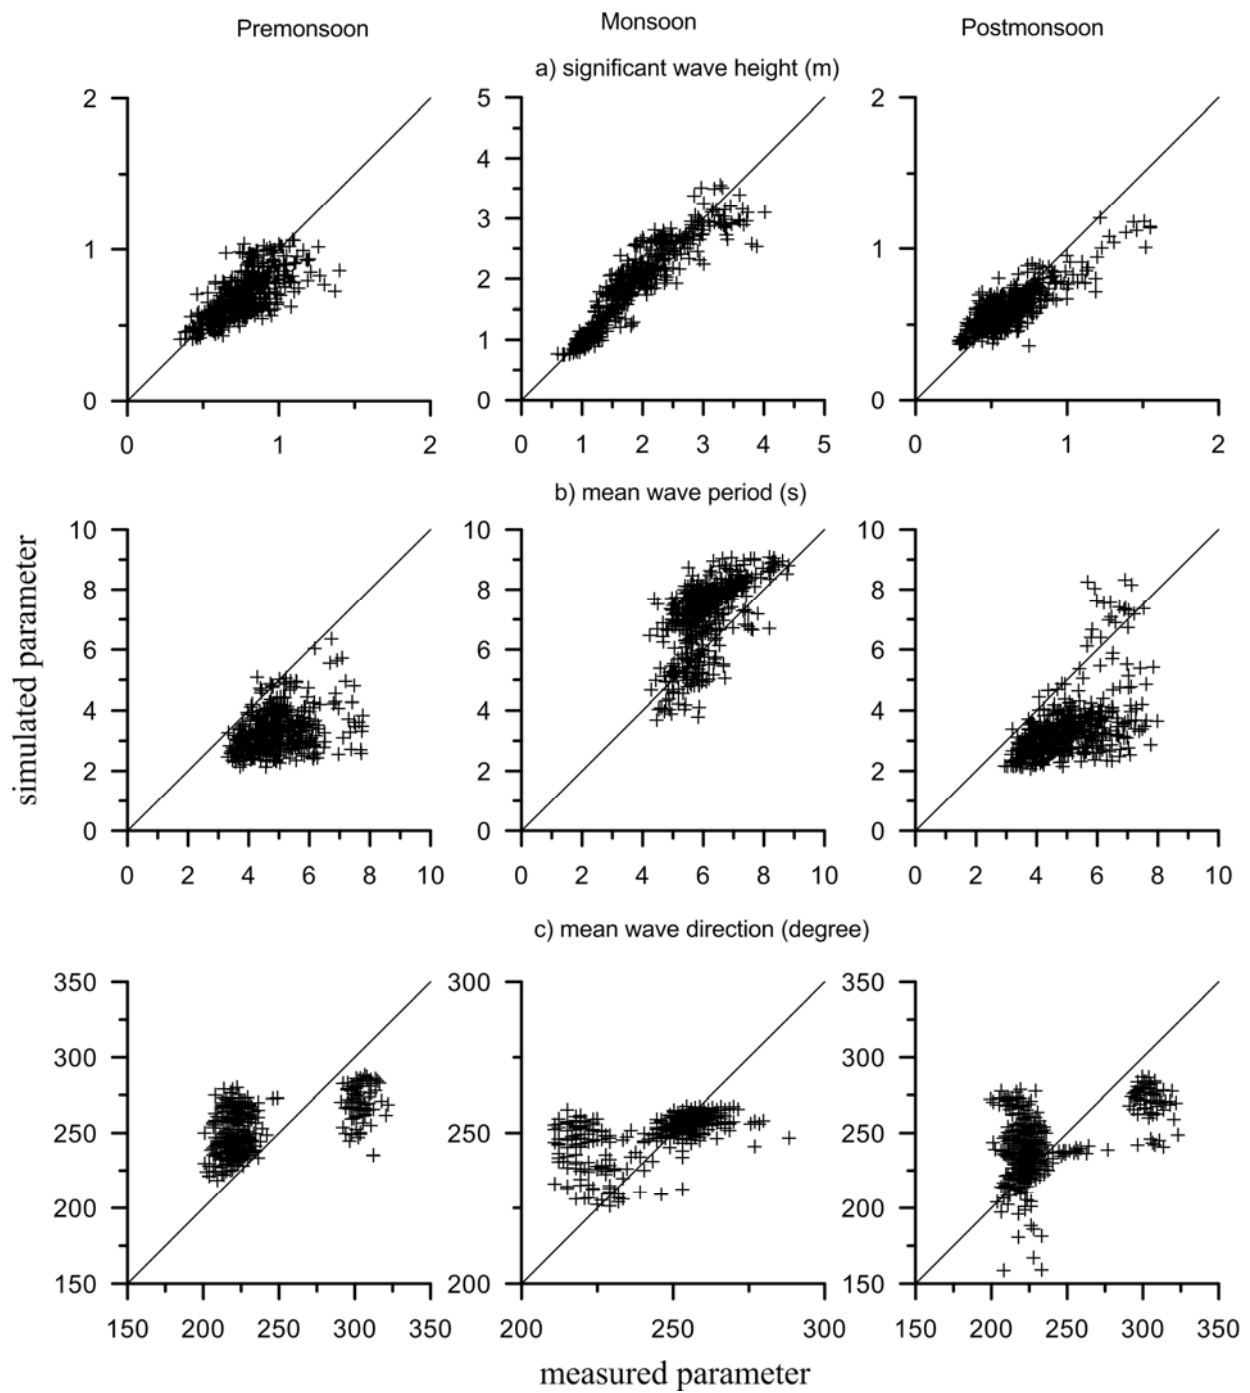 Premonsoon Monsoon Postmonsoon
a) significant wave height (m)
2 5 2
4
3
1 1
2
1
0 0 0
0 1 2 0 1 2 3 4 5 0 1 2
b) mean wave period (s)
simulated parameter
10 10 10
8 8 8
6 6 6
4 4 4
2 2 2
0 0 0
0 2 4 6 8 10 0 2 4 6 8 10 0 2 4 6 8 10
c) mean wave direction (degree)
350 300 350
300 300
250 250 250
200 200
150 200 150
150 200 250 300 350 200 250 300 150 200 250 300 350
measured parameter